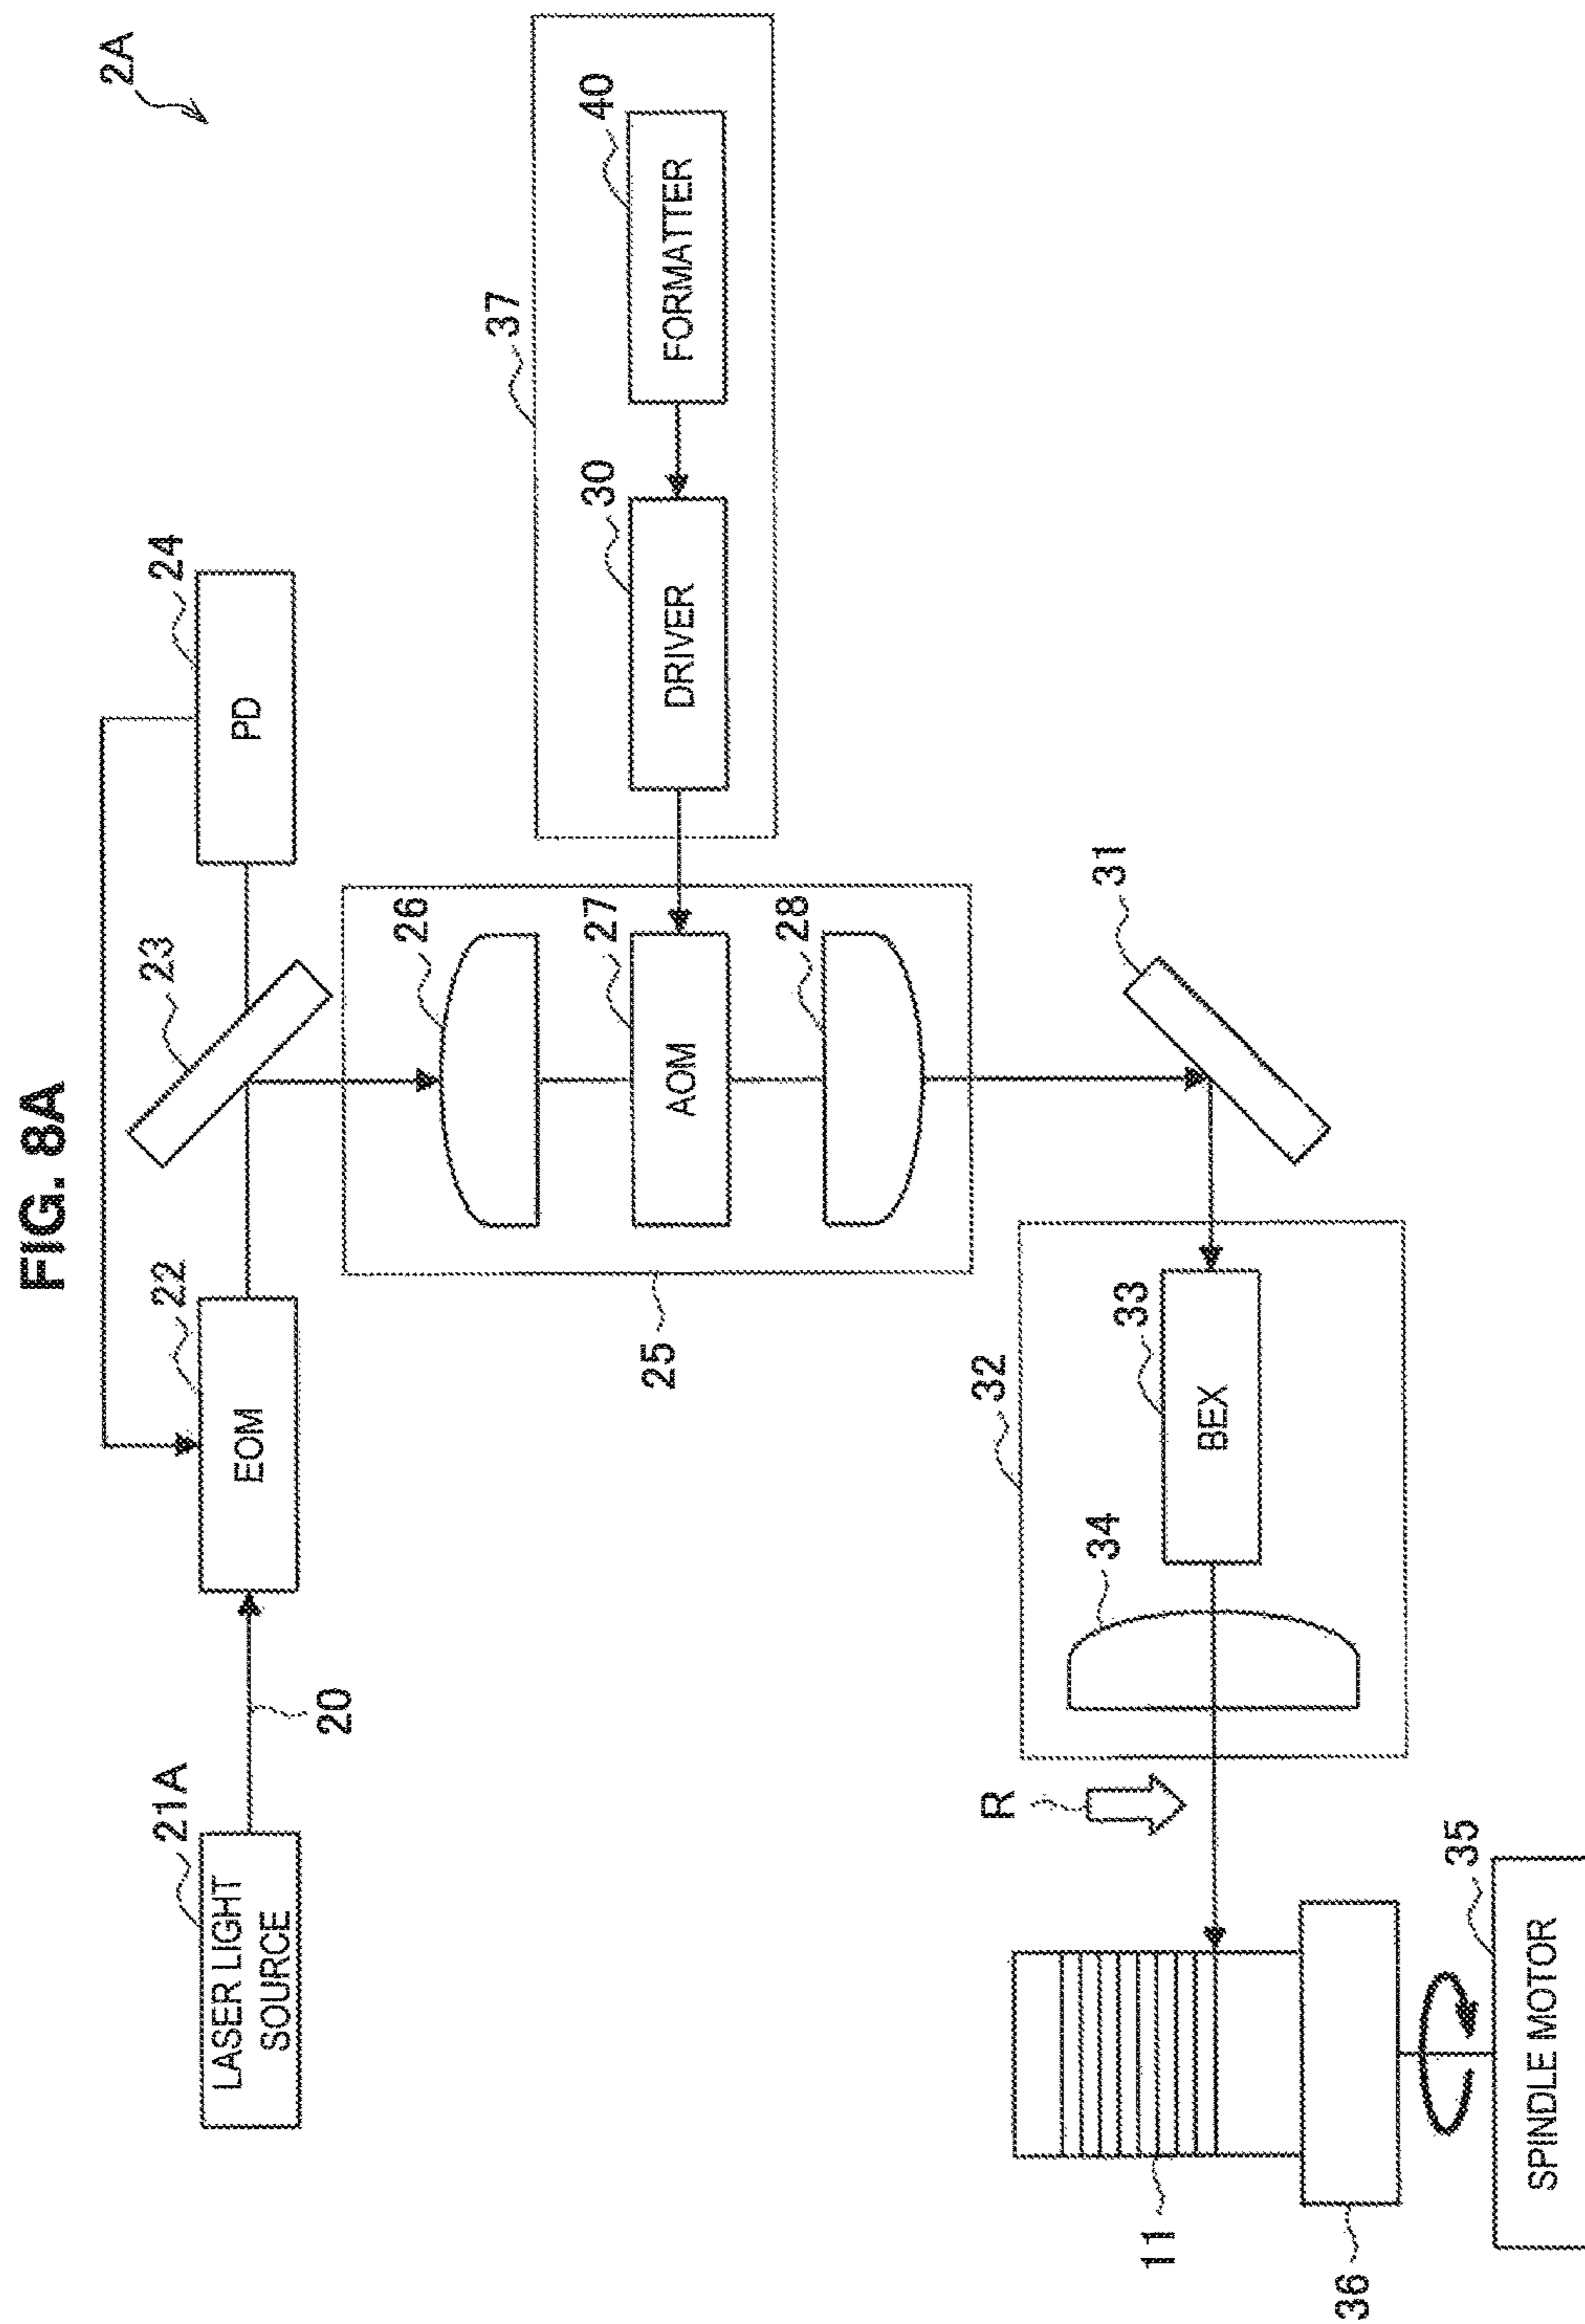 FIG. 8A
2A
21A
LASER LIGHT
SOURCE
20
22
EOM
23
24
PD
25
26
27
AOM
28
37
30
DRIVER
40
FORMATTER
31
32
33
BEX
34
R
11
36
35
SPINDLE MOTOR